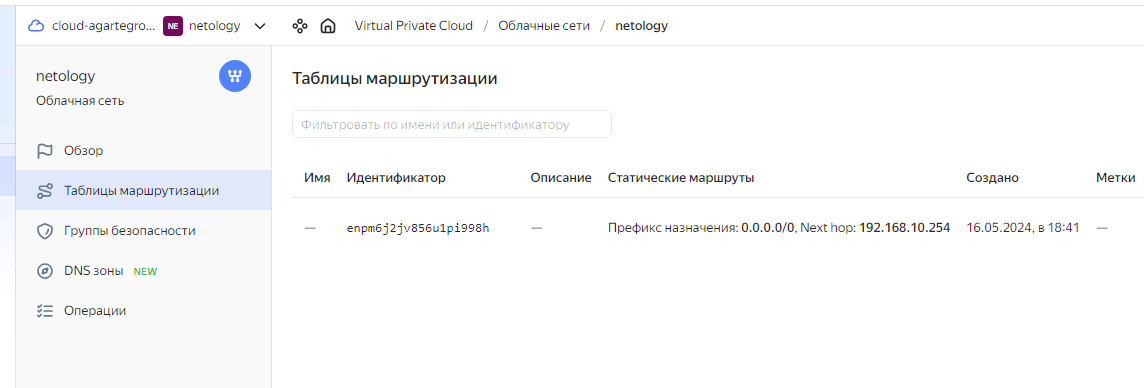 cloud-agartegro... NE netology Virtual Private Cloud / Облачные сети / netology
netology
Облачная сеть
Обзор
Таблицы маршрутизации
Группы безопасности
DNS зоны NEW
Операции
Таблицы маршрутизации
Фильтровать по имени или идентификатору
Имя Идентификатор Описание Статические маршруты Создано Метки
— enpm6j2jv856u1pi998h — Префикс назначения: 0.0.0.0/0, Next hop: 192.168.10.254 16.05.2024, в 18:41 —